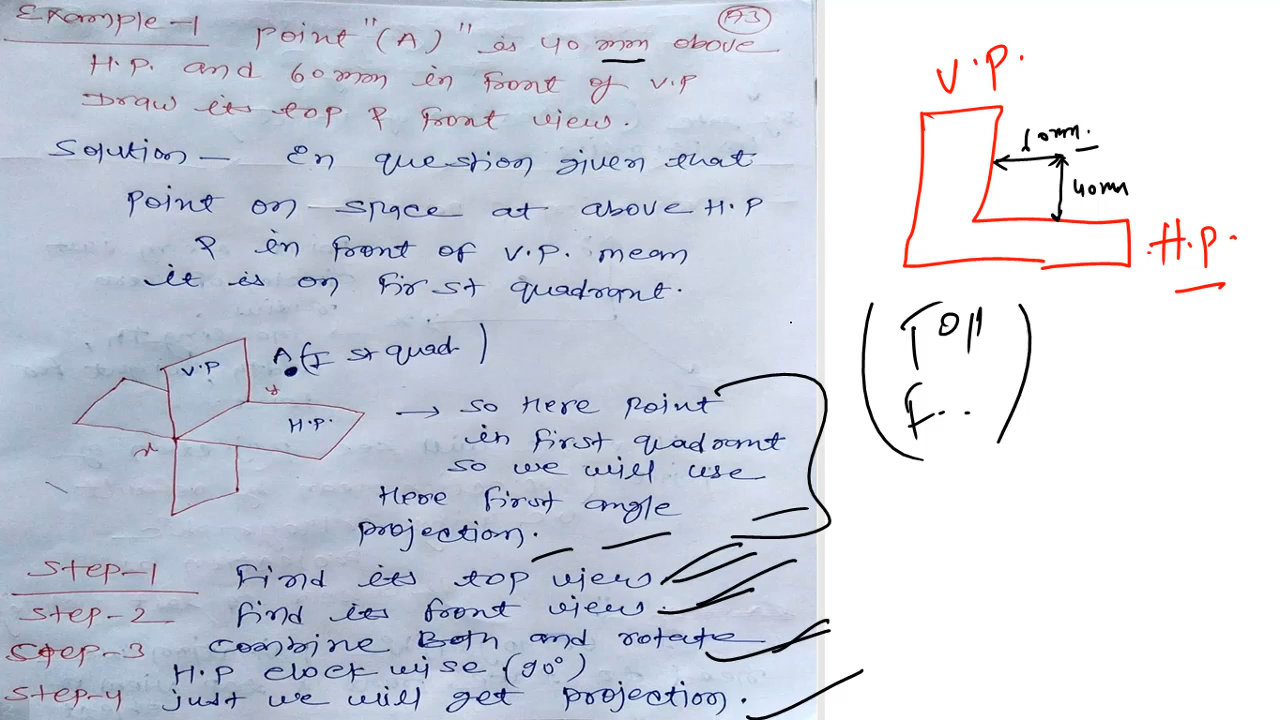 Example-1 Point "(A)" is 40 mm above
H.P. and 60mm in front of V.P
Draw its top & front view.
Solution - En question given that
point on space at above H.P
& in front of V.P. mean
it is on first quadrant.
V.P
A (I st quad)
y
H.P.
x
→ so Here point
in first quadrant
so we will use
Here first angle
projection.
Step-1 Find its top view.
Step-2 Find its front view.
Step-3 Combine Both and rotate
H.P clock wise (90°)
Step-4 just we will get projection.
V.P.
60mm.
40mm
H.P.
Top
F...